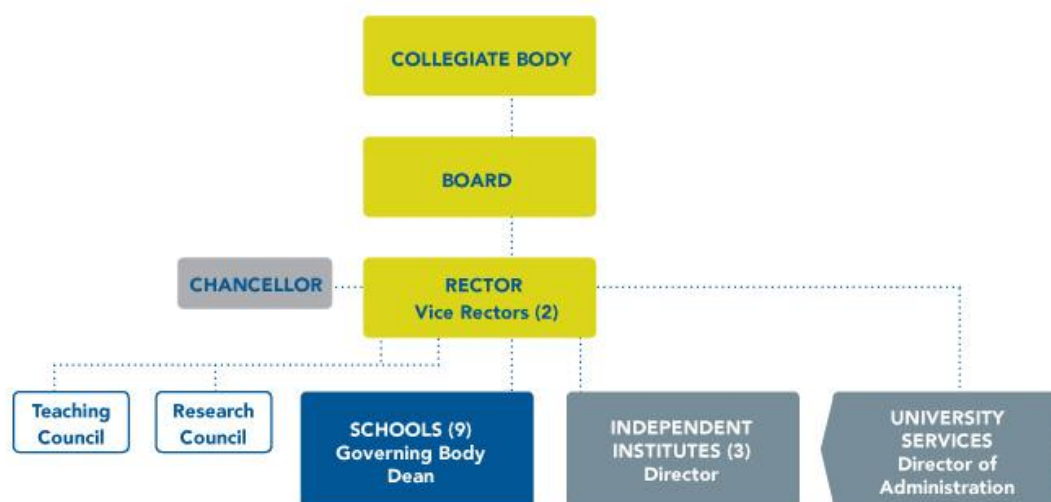 COLLEGIATE BODY
BOARD
CHANCELLOR
RECTOR
Vice Rectors (2)
Teaching
Council
Research
Council
SCHOOLS (9)
Governing Body
Dean
INDEPENDENT
INSTITUTES (3)
Director
UNIVERSITY
SERVICES
Director of
Administration